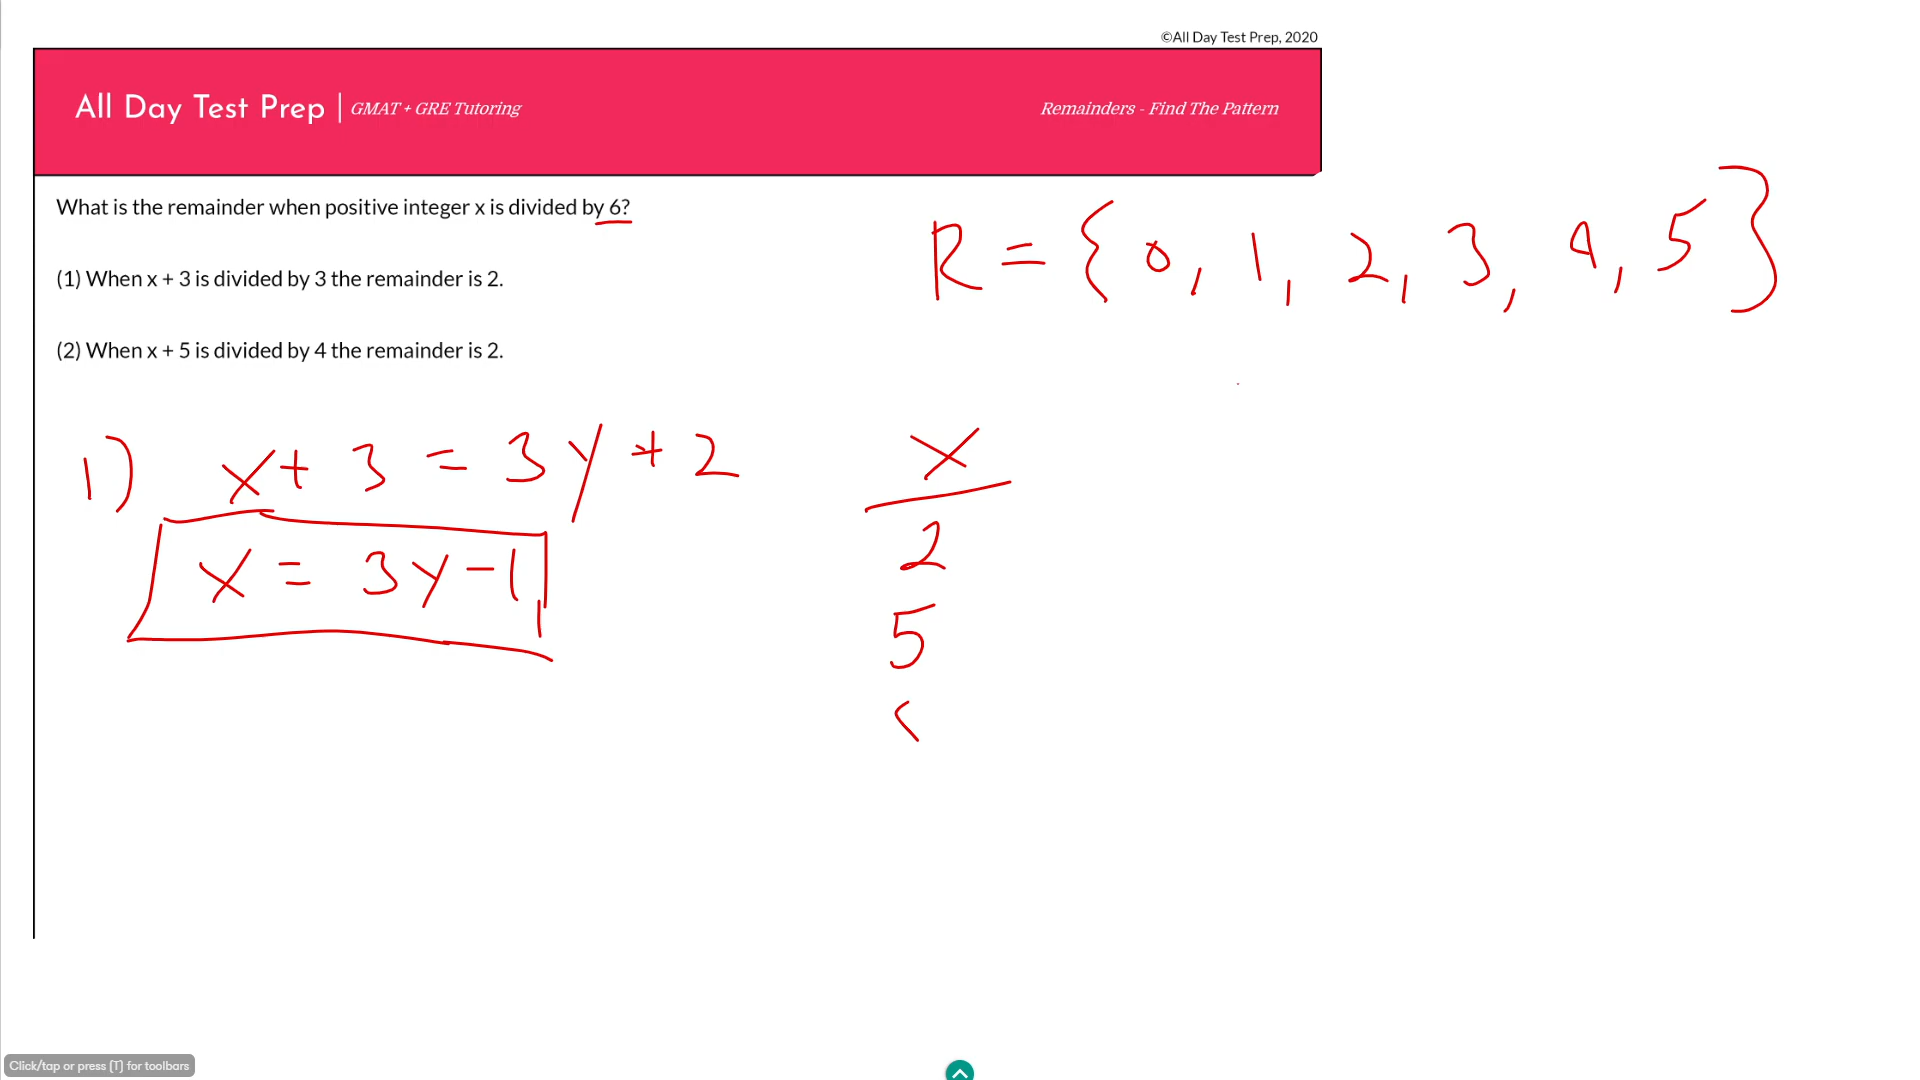 ©All Day Test Prep, 2020
All Day Test Prep | GMAT + GRE Tutoring
Remainders - Find The Pattern
What is the remainder when positive integer x is divided by 6?
R = { 0, 1, 2, 3, 4, 5 }
(1) When x + 3 is divided by 3 the remainder is 2.
(2) When x + 5 is divided by 4 the remainder is 2.
1) x + 3 = 3y + 2
x = 3y - 1
x
2
5
Click/tap or press (T) for toolbars